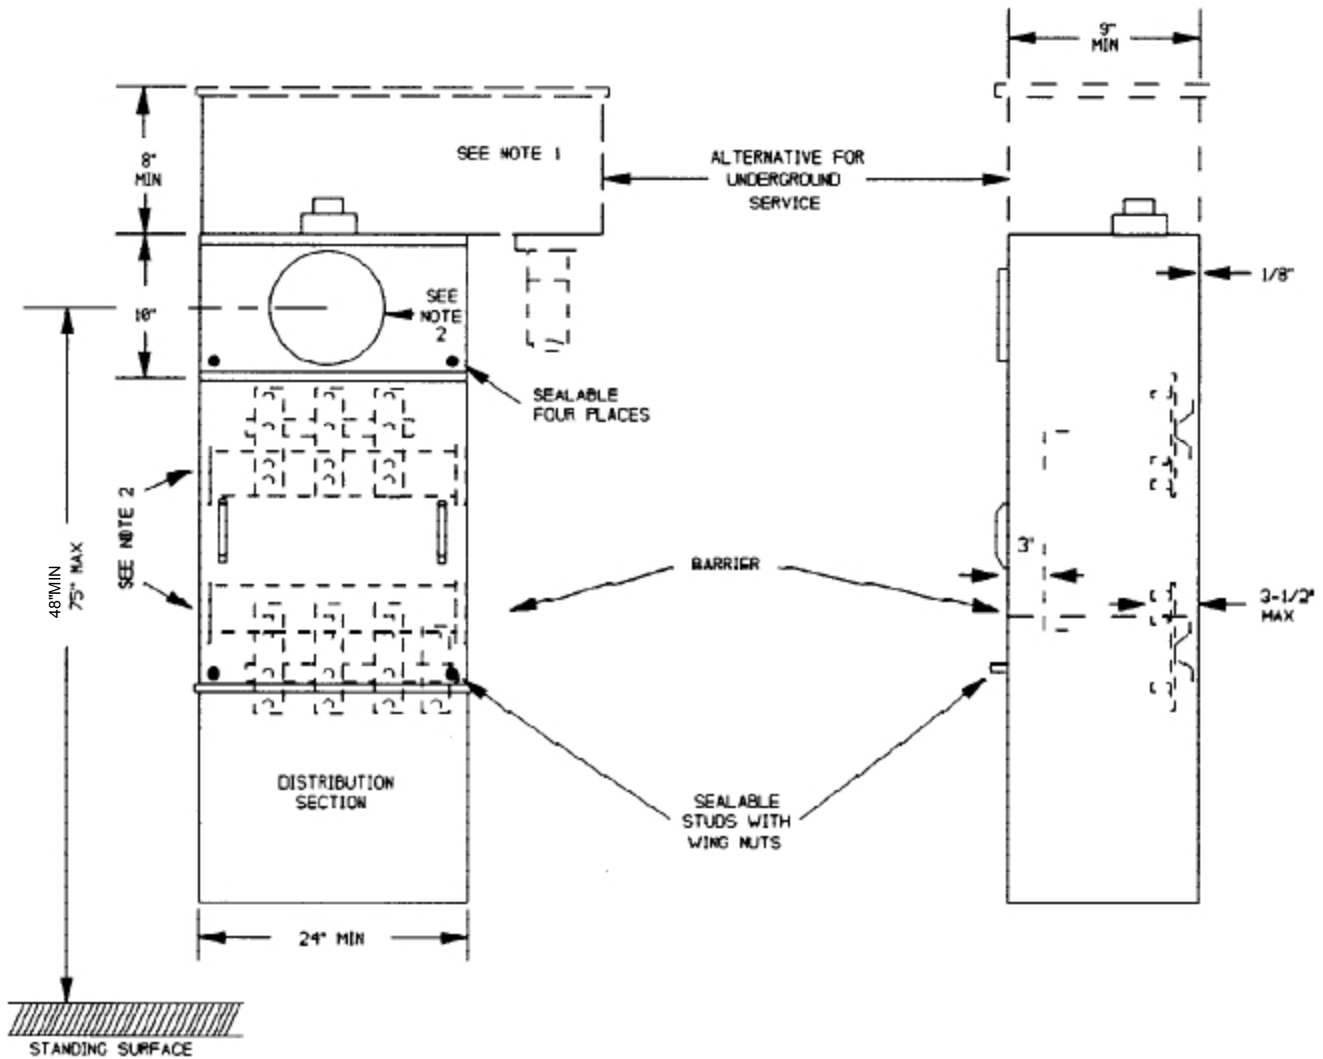 9"
MIN
SEE NOTE 1
8"
MIN
ALTERNATIVE FOR
UNDERGROUND
SERVICE
1/8"
SEE
NOTE
2
10"
SEALABLE
FOUR PLACES
SEE NOTE 2
48"MIN
75" MAX
3"
BARRIER
3-1/2"
MAX
DISTRIBUTION
SECTION
SEALABLE
STUDS WITH
WING NUTS
24" MIN
STANDING SURFACE